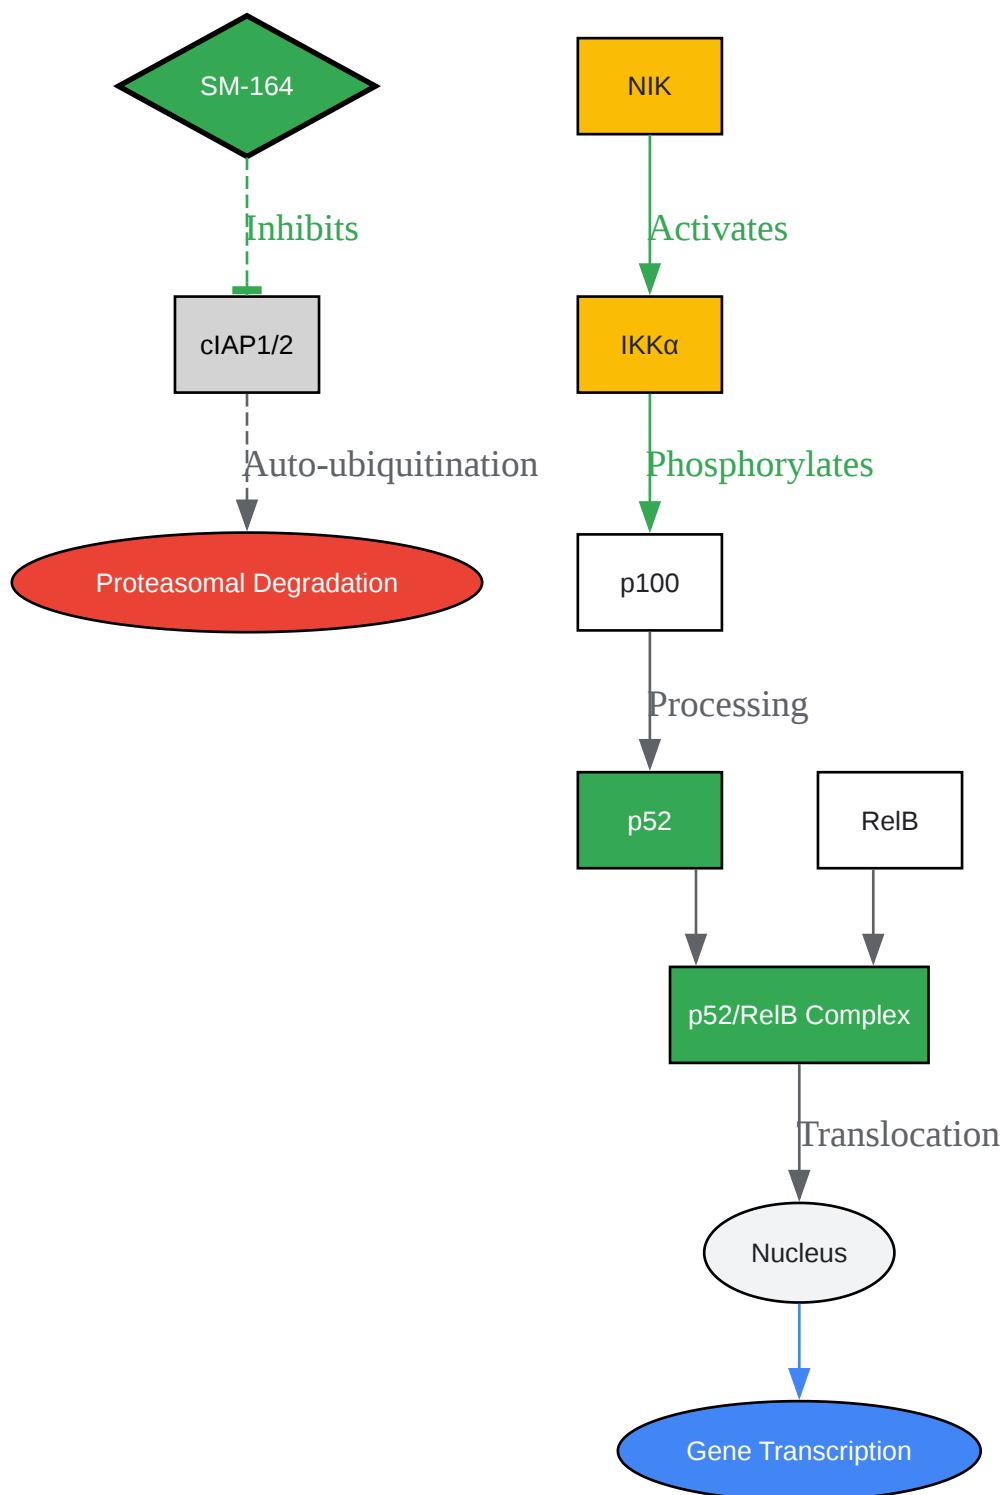 SM-164
NIK
Inhibits
Activates
cIAP1/2
IKKα
Auto-ubiquitination
Phosphorylates
Proteasomal Degradation
p100
Processing
p52
RelB
p52/RelB Complex
Translocation
Nucleus
Gene Transcription